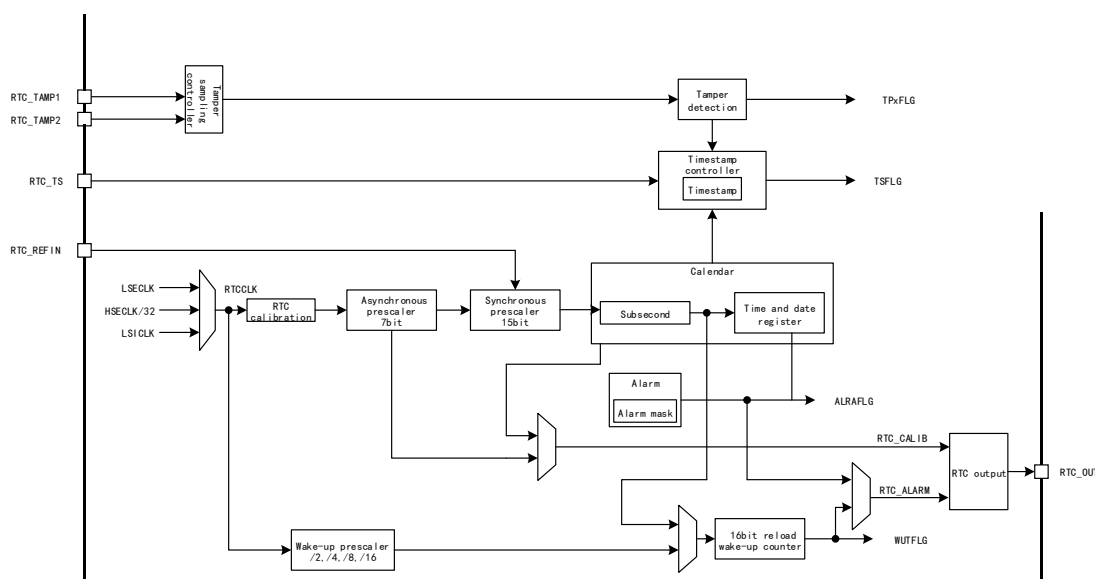 RTC_TAMP1
RTC_TAMP2
Tamper
sampling
controller
Tamper
detection
TPxFLG
RTC_TS
Timestamp
controller
Timestamp
TSFLG
RTC_REFIN
LSECLK
HSECLK/32
LSICLK
RTCCLK
RTC
calibration
Asynchronous
prescaler
7bit
Synchronous
prescaler
15bit
Calendar
Subsecond
Time and date
register
Alarm
Alarm mask
ALRAFLG
RTC_CALIB
RTC output
RTC_OUT
RTC_ALARM
Wake-up prescaler
/2,/4,/8,/16
16bit reload
wake-up counter
WUTFLG